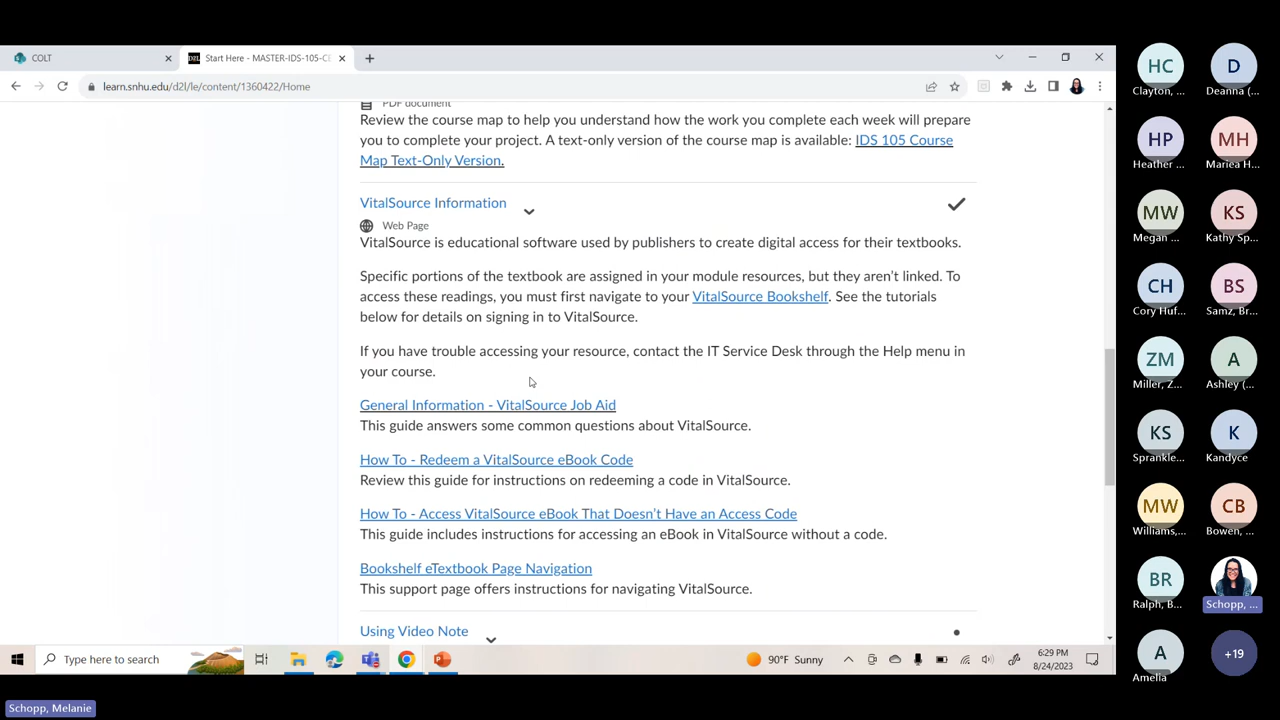 COLT
Start Here - MASTER-IDS-105-CE
learn.snhu.edu/d2l/le/content/1360422/Home
PDF document
Review the course map to help you understand how the work you complete each week will prepare
you to complete your project. A text-only version of the course map is available: IDS 105 Course
Map Text-Only Version.
VitalSource Information
Web Page
VitalSource is educational software used by publishers to create digital access for their textbooks.
Specific portions of the textbook are assigned in your module resources, but they aren't linked. To
access these readings, you must first navigate to your VitalSource Bookshelf. See the tutorials
below for details on signing in to VitalSource.
If you have trouble accessing your resource, contact the IT Service Desk through the Help menu in
your course.
General Information - VitalSource Job Aid
This guide answers some common questions about VitalSource.
How To - Redeem a VitalSource eBook Code
Review this guide for instructions on redeeming a code in VitalSource.
How To - Access VitalSource eBook That Doesn't Have an Access Code
This guide includes instructions for accessing an eBook in VitalSource without a code.
Bookshelf eTextbook Page Navigation
This support page offers instructions for navigating VitalSource.
Using Video Note
Type here to search
90°F Sunny
6:29 PM
8/24/2023
HC
Clayton, ...
D
Deanna (...
HP
Heather ...
MH
Mariea H...
MW
Megan ...
KS
Kathy Sp...
CH
Cory Huf...
BS
Samz, Br...
ZM
Miller, Z...
A
Ashley (...
KS
Sprankle...
K
Kandyce
MW
Williams,...
CB
Bowen, ...
BR
Ralph, B...
Schopp, ...
A
Amelia
+19
Schopp, Melanie